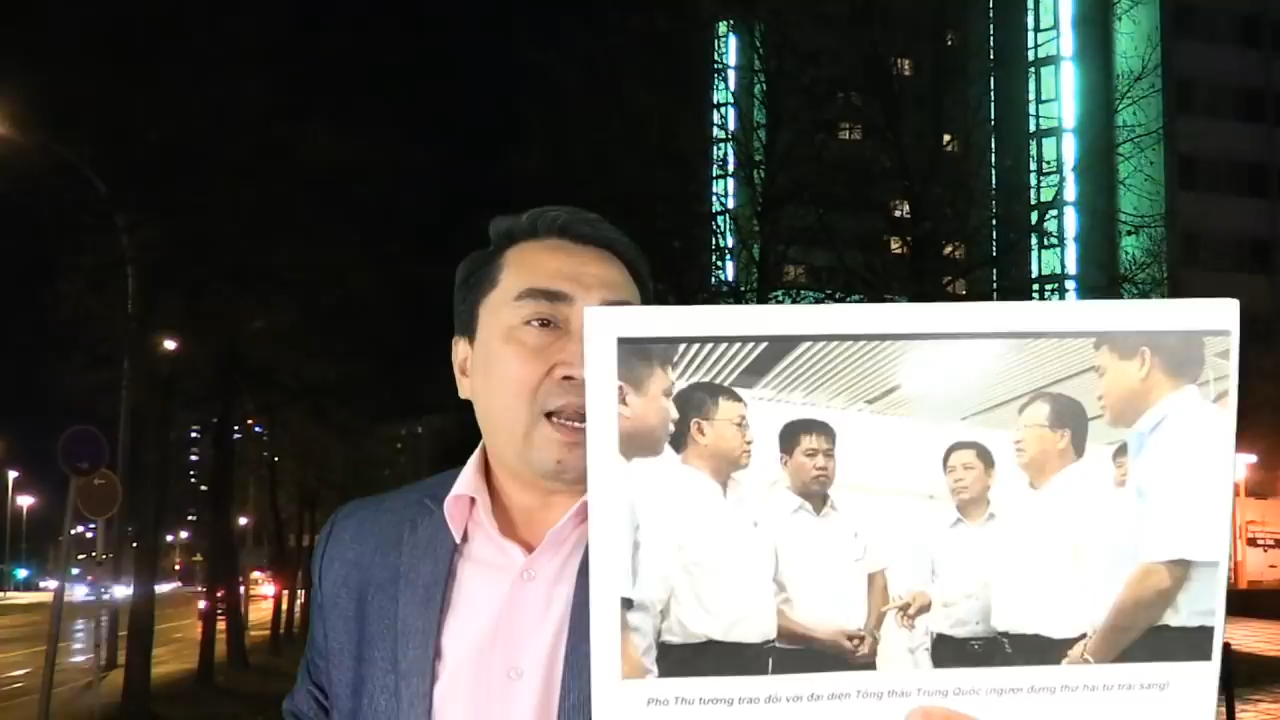 Phó Thủ tướng trao đổi với đại diện Tổng thầu Trung Quốc (người đứng thứ hai từ trái sang)